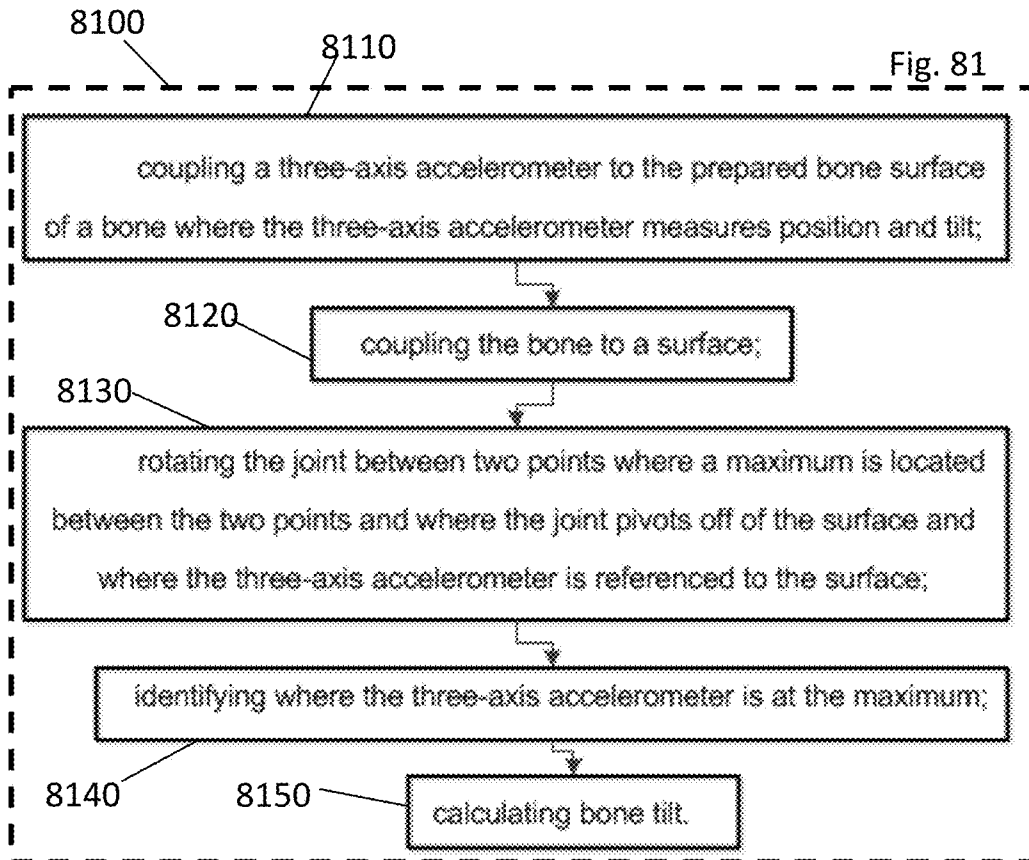 8100
8110
Fig. 81
coupling a three-axis accelerometer to the prepared bone surface
of a bone where the three-axis accelerometer measures position and tilt;
8120
coupling the bone to a surface;
8130
rotating the joint between two points where a maximum is located
between the two points and where the joint pivots off of the surface and
where the three-axis accelerometer is referenced to the surface;
identifying where the three-axis accelerometer is at the maximum;
8140
8150
calculating bone tilt.